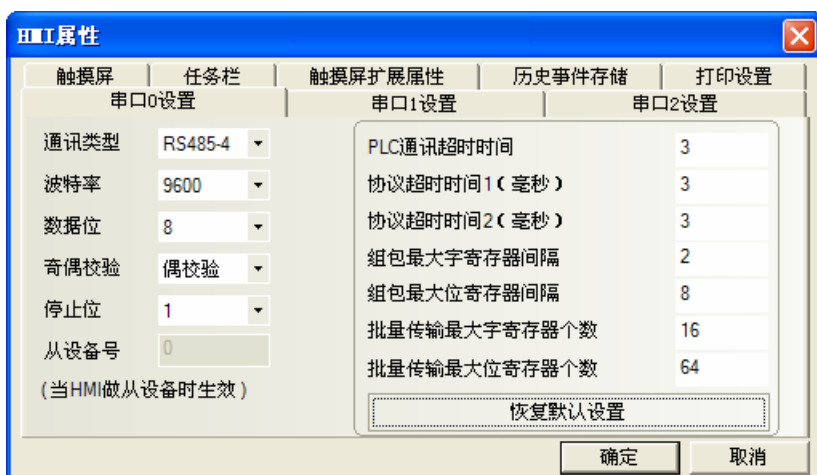 HMI属性
触摸屏 任务栏 触摸屏扩展属性 历史事件存储 打印设置
串口0设置 串口1设置 串口2设置
通讯类型 RS485-4
波特率 9600
数据位 8
奇偶校验 偶校验
停止位 1
从设备号 0
(当HMI做从设备时生效)
PLC通讯超时时间 3
协议超时时间1(毫秒) 3
协议超时时间2(毫秒) 3
组包最大字寄存器间隔 2
组包最大位寄存器间隔 8
批量传输最大字寄存器个数 16
批量传输最大位寄存器个数 64
恢复默认设置
确定 取消